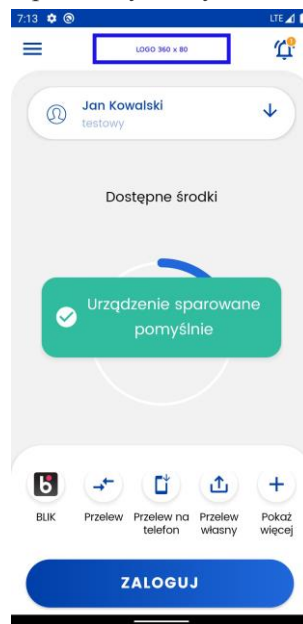 7:13
LTE
LOGO 360 x 80
Jan Kowalski
testowy
Dostępne środki
Urządzenie sparowane
pomyślnie
BLIK
Przelew
Przelew na
telefon
Przelew
własny
Pokaż
więcej
ZALOGUJ